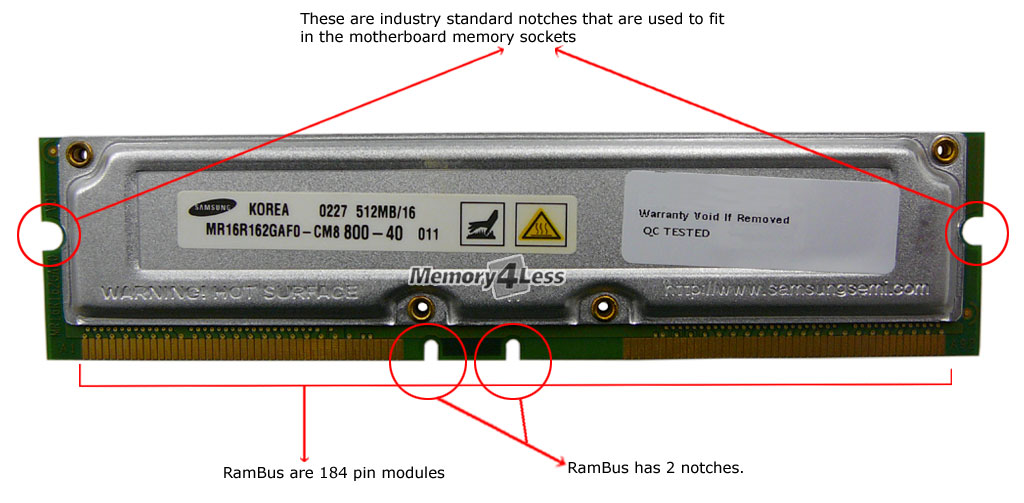 These are industry standard notches that are used to fit
in the motherboard memory sockets
SAMSUNG KOREA 0227 512MB/16
MR16R162GAF0-CM8 800-40 011
Warranty Void If Removed
QC TESTED
Memory4Less
WARNING! HOT SURFACE
http://www.samsungsemi.com
RamBus are 184 pin modules
RamBus has 2 notches.